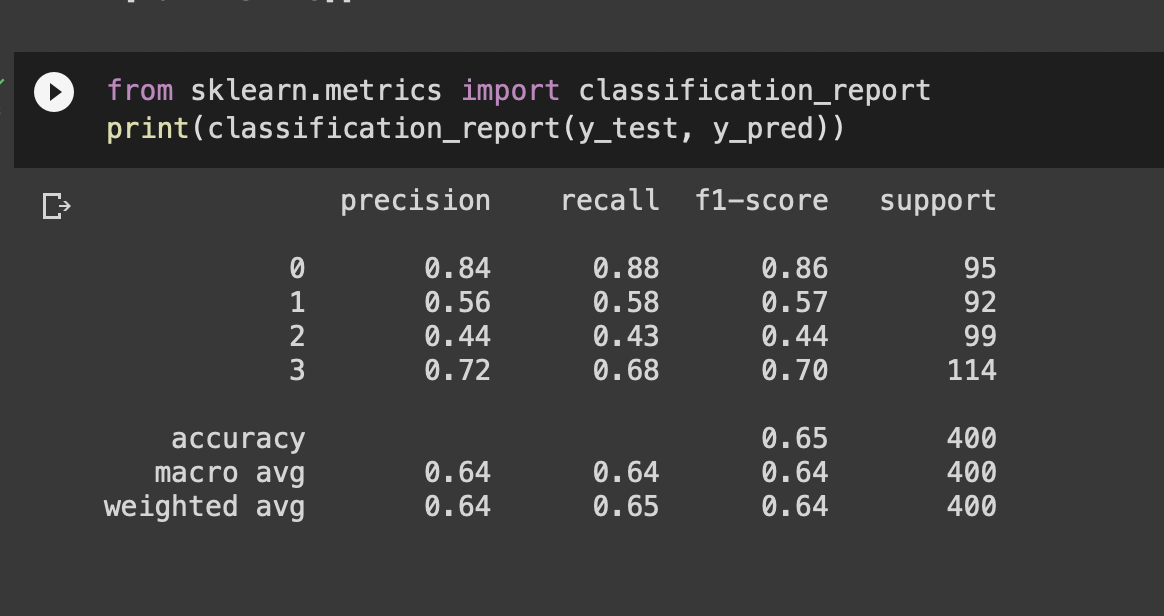 from sklearn.metrics import classification_report
print(classification_report(y_test, y_pred))
precision recall f1-score support
0 0.84 0.88 0.86 95
1 0.56 0.58 0.57 92
2 0.44 0.43 0.44 99
3 0.72 0.68 0.70 114
accuracy 0.65 400
macro avg 0.64 0.64 0.64 400
weighted avg 0.64 0.65 0.64 400